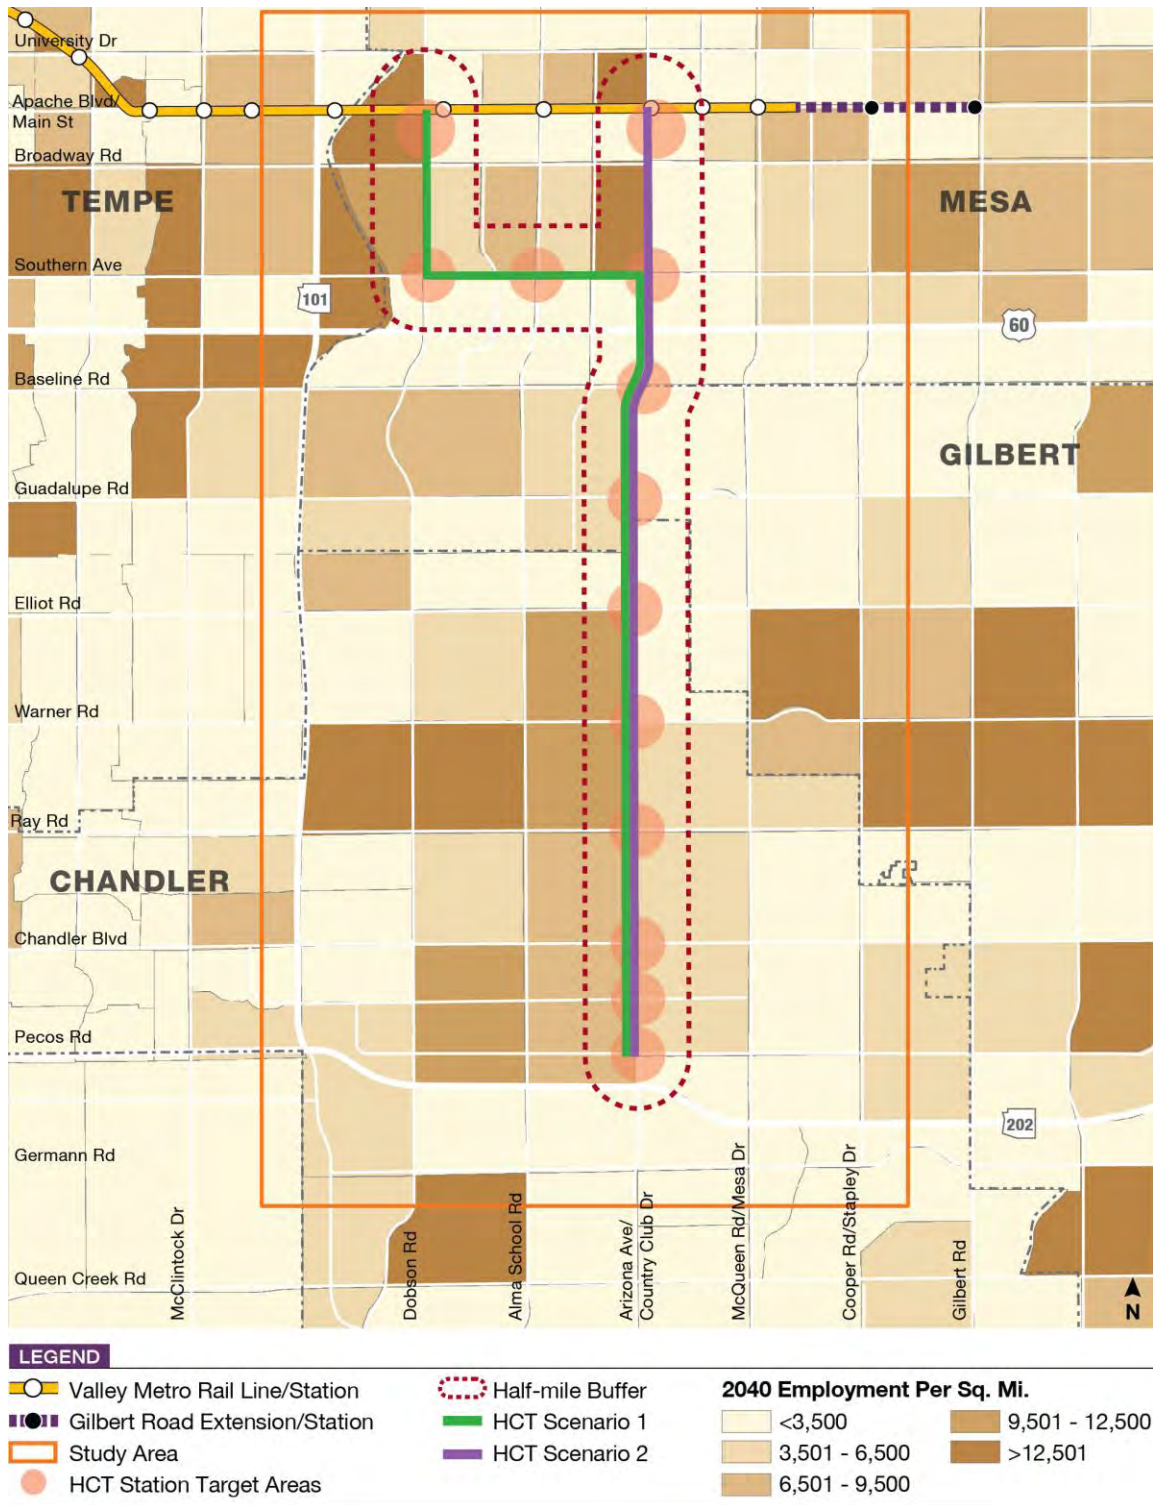 University Dr
Apache Blvd/
Main St
Broadway Rd
TEMPE
MESA
Southern Ave
101
60
Baseline Rd
GILBERT
Guadalupe Rd
Elliot Rd
Warner Rd
Ray Rd
CHANDLER
Chandler Blvd
Pecos Rd
202
Germann Rd
Queen Creek Rd
McClintock Dr
Dobson Rd
Alma School Rd
Arizona Ave/
Country Club Dr
McQueen Rd/Mesa Dr
Cooper Rd/Stapley Dr
Gilbert Rd
N
LEGEND
Valley Metro Rail Line/Station
Gilbert Road Extension/Station
Study Area
HCT Station Target Areas
Half-mile Buffer
HCT Scenario 1
HCT Scenario 2
2040 Employment Per Sq. Mi.
<3,500
3,501 - 6,500
6,501 - 9,500
9,501 - 12,500
>12,501